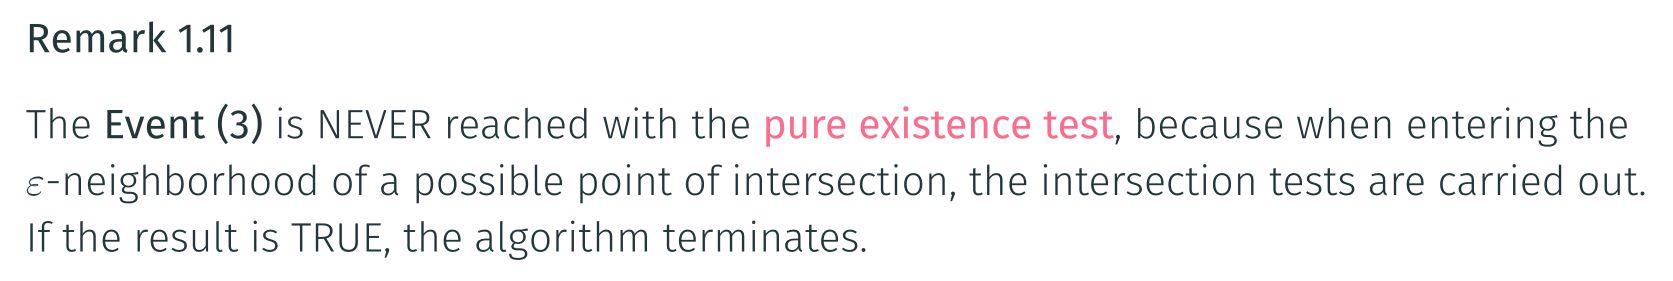 Remark 1.11
The Event (3) is NEVER reached with the pure existence test, because when entering the
ε-neighborhood of a possible point of intersection, the intersection tests are carried out.
If the result is TRUE, the algorithm terminates.